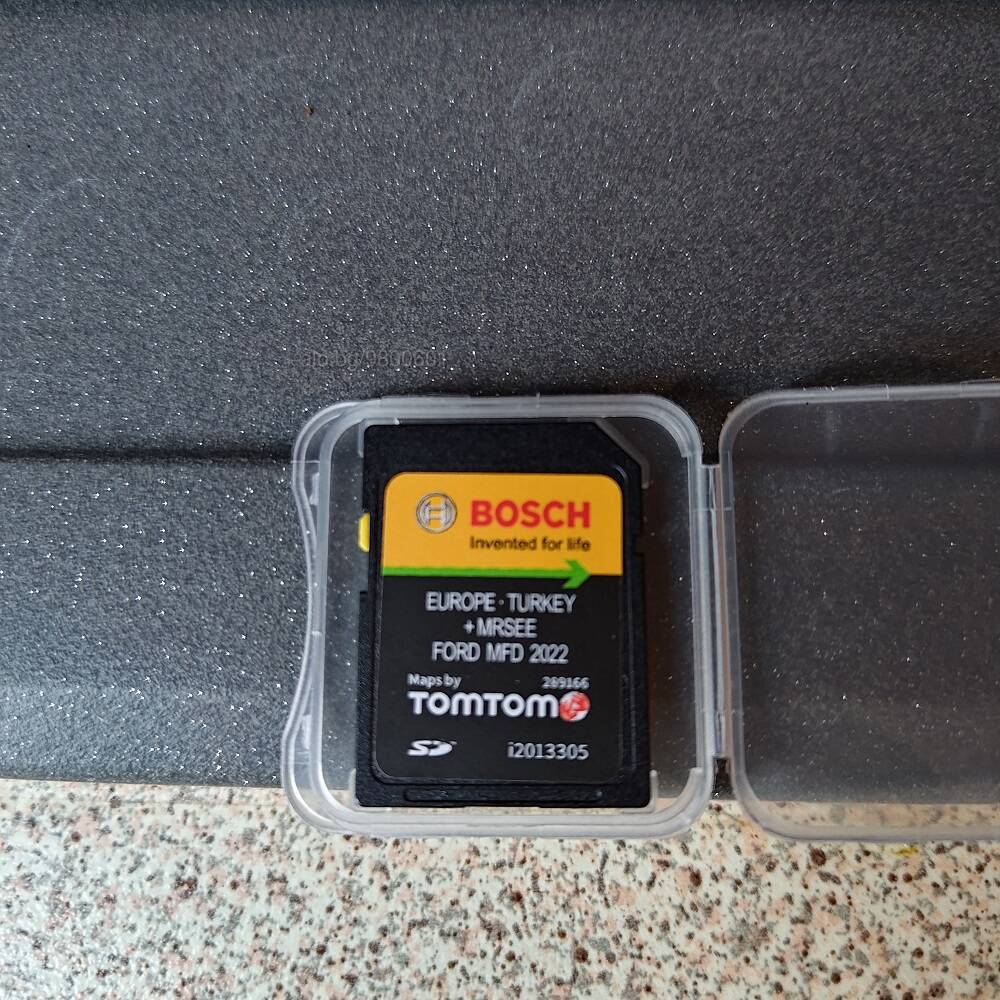 BOSCH
Invented for life
EUROPE · TURKEY
+ MRSEE
FORD MFD 2022
Maps by 289166
TOMTOM
SD
i2013305